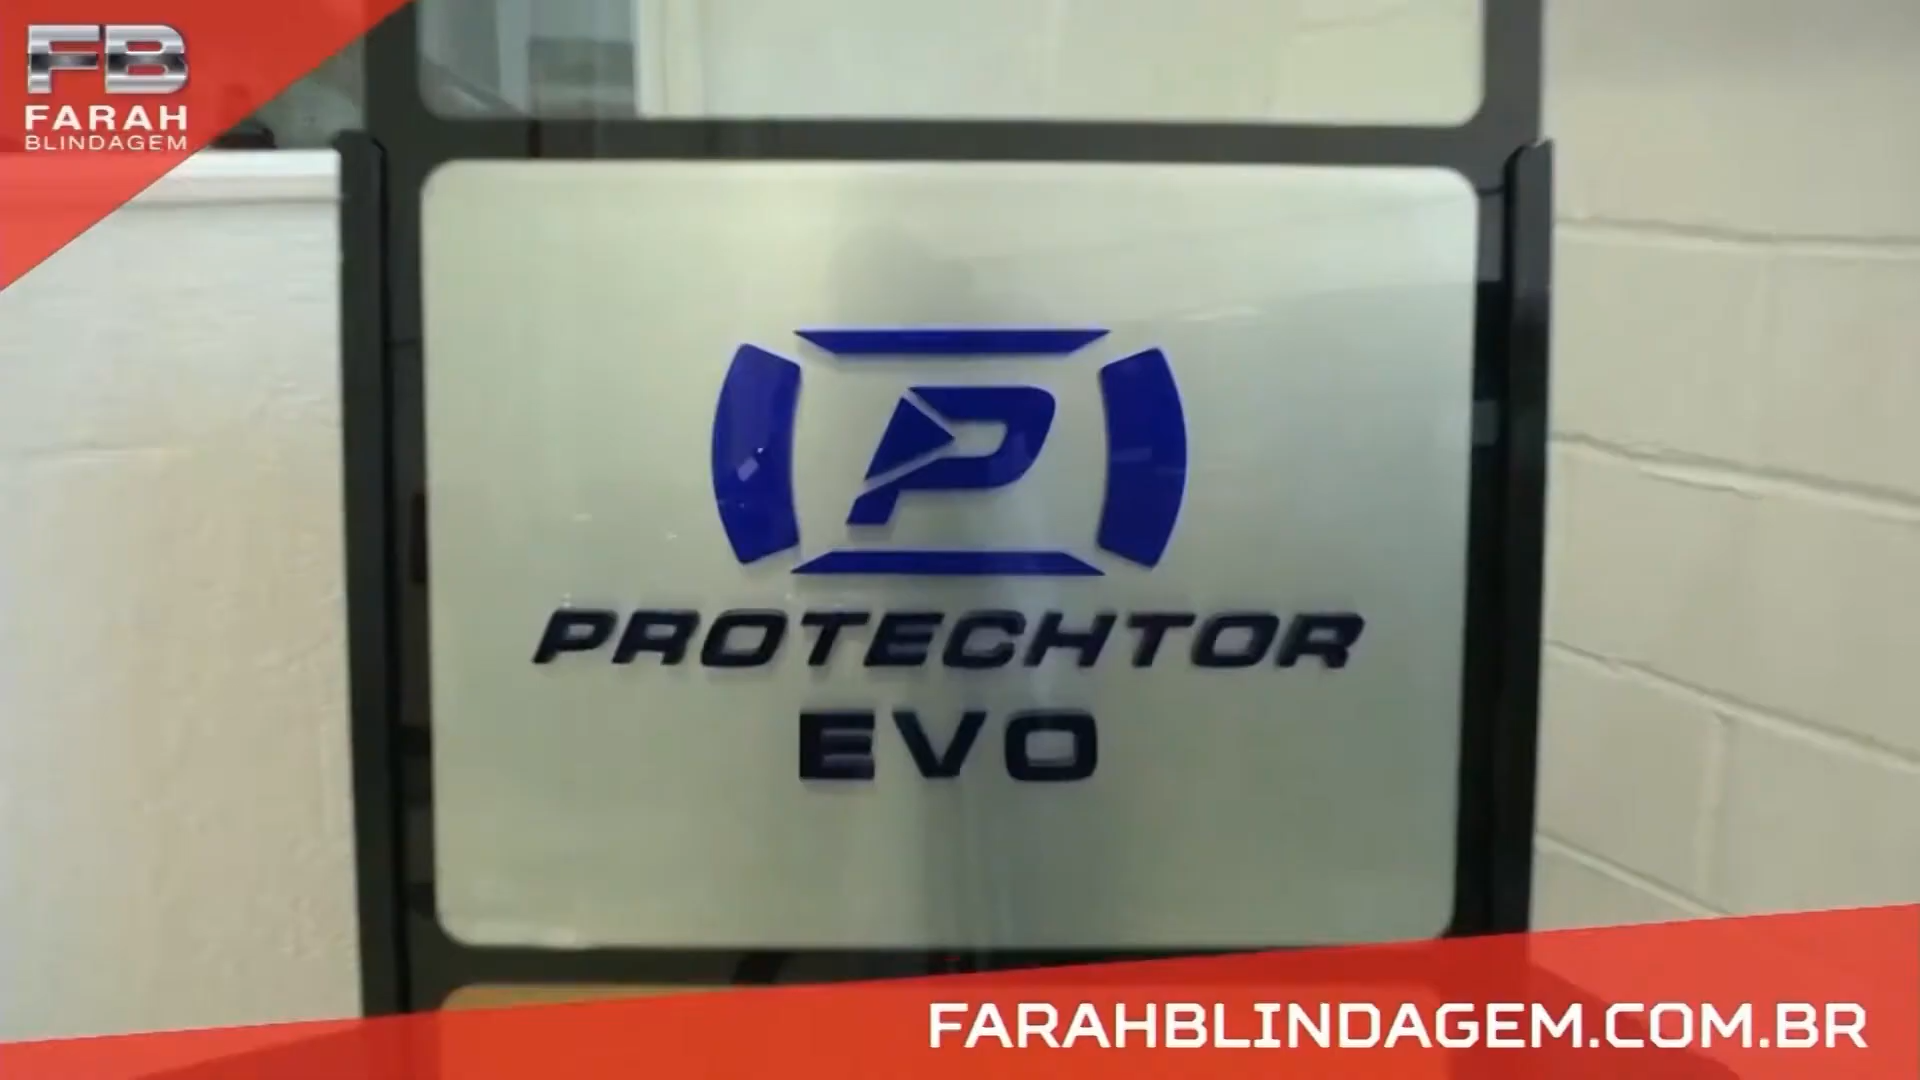 FB
FARAH
BLINDAGEM
P
PROTECHTOR
EVO
FARAHBLINDAGEM.COM.BR